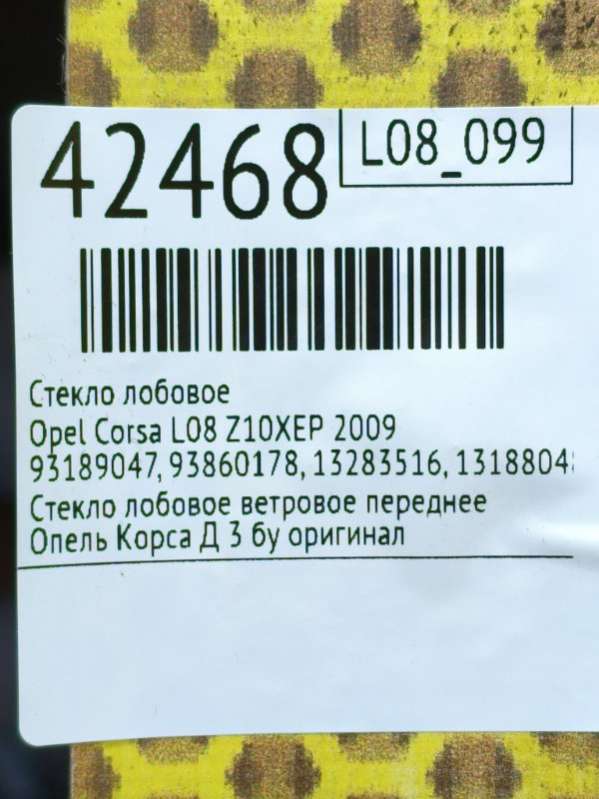 42468
L08_099
Стекло лобовое
Opel Corsa L08 Z10XEP 2009
93189047, 93860178, 13283516, 1318804
Стекло лобовое ветровое переднее
Опель Корса Д 3 бу оригинал